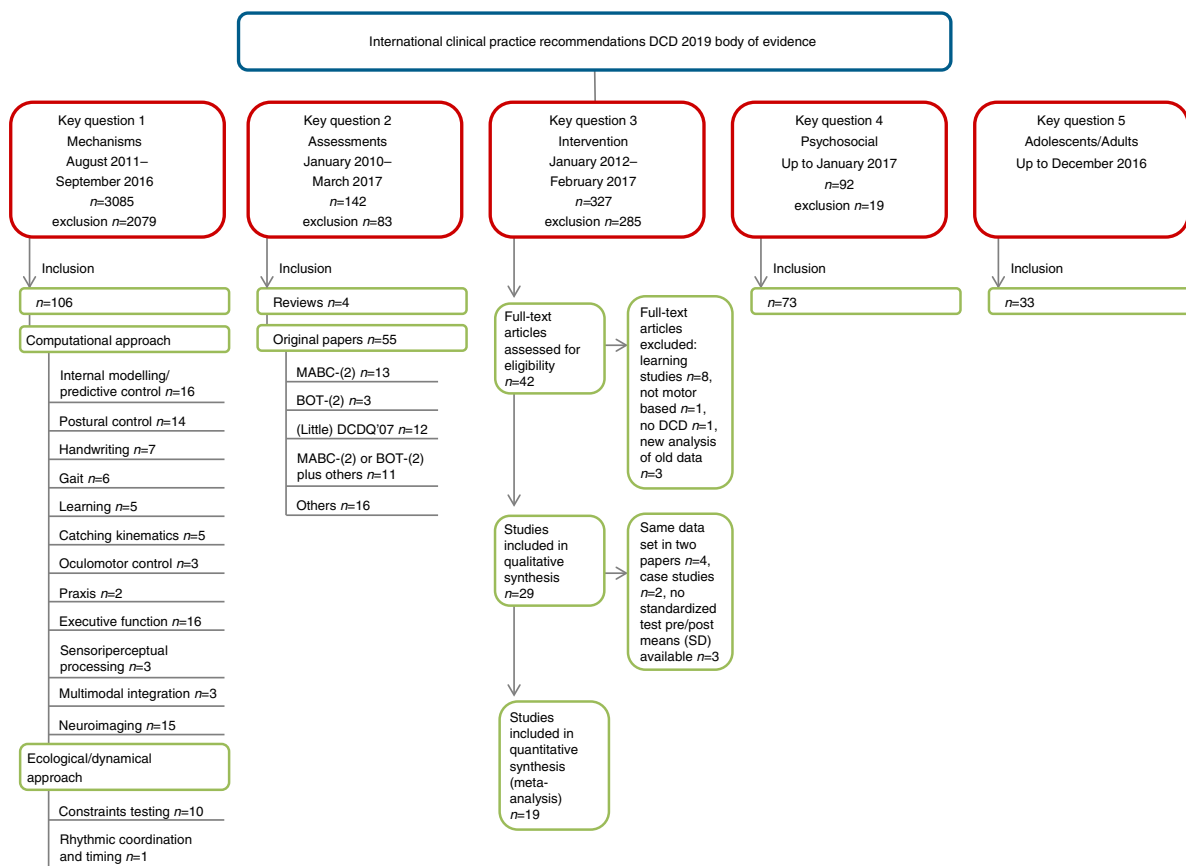 International clinical practice recommendations DCD 2019 body of evidence
Key question 1
Mechanisms
August 2011–
September 2016
n=3085
exclusion n=2079
Inclusion
n=106
Computational approach
Internal modelling/
predictive control n=16
Postural control n=14
Handwriting n=7
Gait n=6
Learning n=5
Catching kinematics n=5
Oculomotor control n=3
Praxis n=2
Executive function n=16
Sensoriperceptual
processing n=3
Multimodal integration n=3
Neuroimaging n=15
Ecological/dynamical
approach
Constraints testing n=10
Rhythmic coordination
and timing n=1
Key question 2
Assessments
January 2010–
March 2017
n=142
exclusion n=83
Inclusion
Reviews n=4
Original papers n=55
MABC-(2) n=13
BOT-(2) n=3
(Little) DCDQ'07 n=12
MABC-(2) or BOT-(2)
plus others n=11
Others n=16
Key question 3
Intervention
January 2012–
February 2017
n=327
exclusion n=285
Full-text
articles
assessed for
eligibility
n=42
Full-text
articles
excluded:
learning
studies n=8,
not motor
based n=1,
no DCD n=1,
new analysis
of old data
n=3
Studies
included in
qualitative
synthesis
n=29
Same data
set in two
papers n=4,
case studies
n=2, no
standardized
test pre/post
means (SD)
available n=3
Studies
included in
quantitative
synthesis
(meta-
analysis)
n=19
Key question 4
Psychosocial
Up to January 2017
n=92
exclusion n=19
Inclusion
n=73
Key question 5
Adolescents/Adults
Up to December 2016
Inclusion
n=33